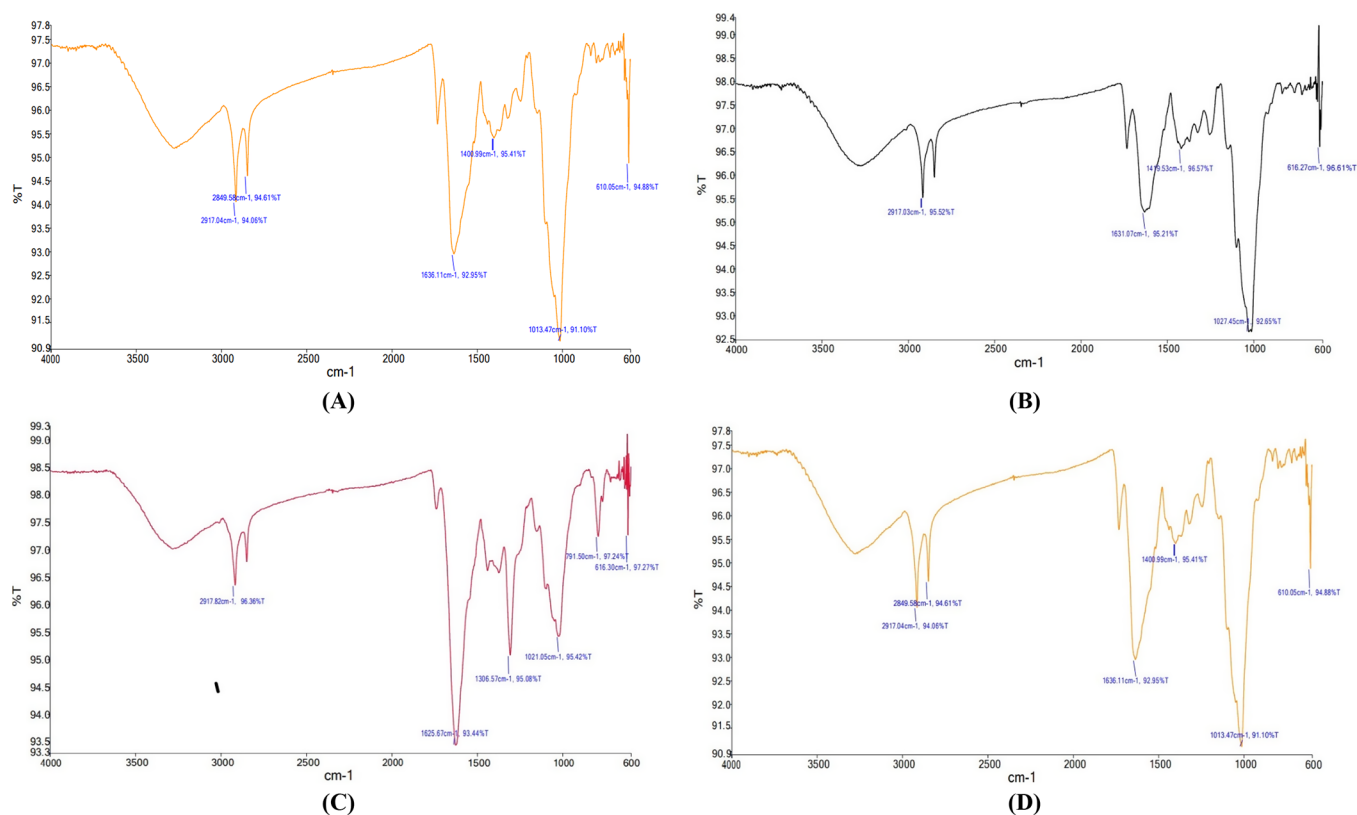 97.8
97.5
97.0
96.5
96.0
95.5
95.0
94.5
94.0
93.5
93.0
92.5
92.0
91.5
90.9
%T
4000 3500 3000 2500 2000 1500 1000 600
cm-1
1400.99cm-1, 95.41%T
610.05cm-1, 94.88%T
2849.58cm-1, 94.61%T
2917.04cm-1, 94.06%T
1636.11cm-1, 92.95%T
1013.47cm-1, 91.10%T
(A)
99.4
99.0
98.5
98.0
97.5
97.0
96.5
96.0
95.5
95.0
94.5
94.0
93.5
93.0
92.5
%T
4000 3500 3000 2500 2000 1500 1000 600
cm-1
1419.53cm-1, 96.57%T
616.27cm-1, 96.61%T
2917.03cm-1, 95.52%T
1631.07cm-1, 95.21%T
1027.45cm-1, 92.65%T
(B)
99.3
99.0
98.5
98.0
97.5
97.0
96.5
96.0
95.5
95.0
94.5
94.0
93.5
93.3
%T
4000 3500 3000 2500 2000 1500 1000 600
cm-1
791.50cm-1, 97.24%T
616.30cm-1, 97.27%T
2917.82cm-1, 96.36%T
1021.05cm-1, 95.42%T
1306.57cm-1, 95.08%T
1625.67cm-1, 93.44%T
(C)
97.8
97.5
97.0
96.5
96.0
95.5
95.0
94.5
94.0
93.5
93.0
92.5
92.0
91.5
90.9
%T
4000 3500 3000 2500 2000 1500 1000 600
cm-1
1400.99cm-1, 95.41%T
610.05cm-1, 94.88%T
2849.58cm-1, 94.61%T
2917.04cm-1, 94.06%T
1636.11cm-1, 92.95%T
1013.47cm-1, 91.10%T
(D)